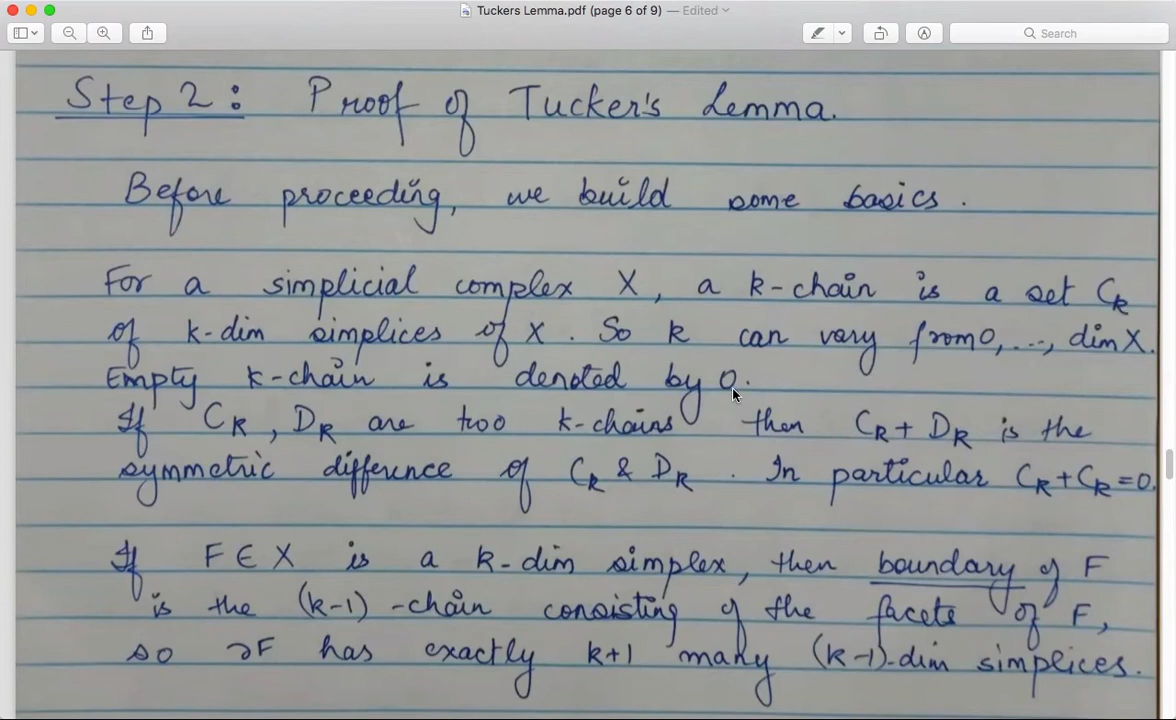 Tuckers Lemma.pdf (page 6 of 9) — Edited
Search
Step 2: Proof of Tucker's Lemma.
Before proceeding, we build some basics.
For a simplicial complex X, a k-chain is a set Ck
of k-dim simplices of X. So k can vary from 0, ..., dim X.
Empty k-chain is denoted by 0.
If Ck, Dk are two k-chains then Ck + Dk is the
symmetric difference of Ck & Dk. In particular Ck+Ck=0.
If F ∈ X is a k-dim simplex, then boundary of F
is the (k-1)-chain consisting of the facets of F,
so ∂F has exactly k+1 many (k-1)-dim simplices.